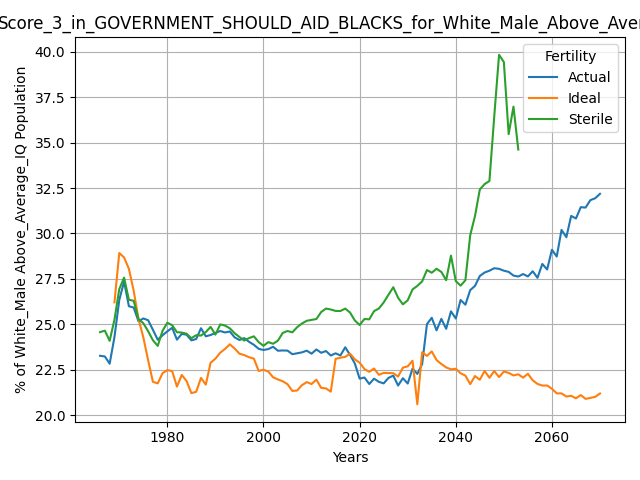 Score_3_in_GOVERNMENT_SHOULD_AID_BLACKS_for_White_Male_Above_Aver
% of White_Male Above_Average_IQ Population
40.0
37.5
35.0
32.5
30.0
27.5
25.0
22.5
20.0
Fertility
Actual
Ideal
Sterile
1980 2000 2020 2040 2060
Years